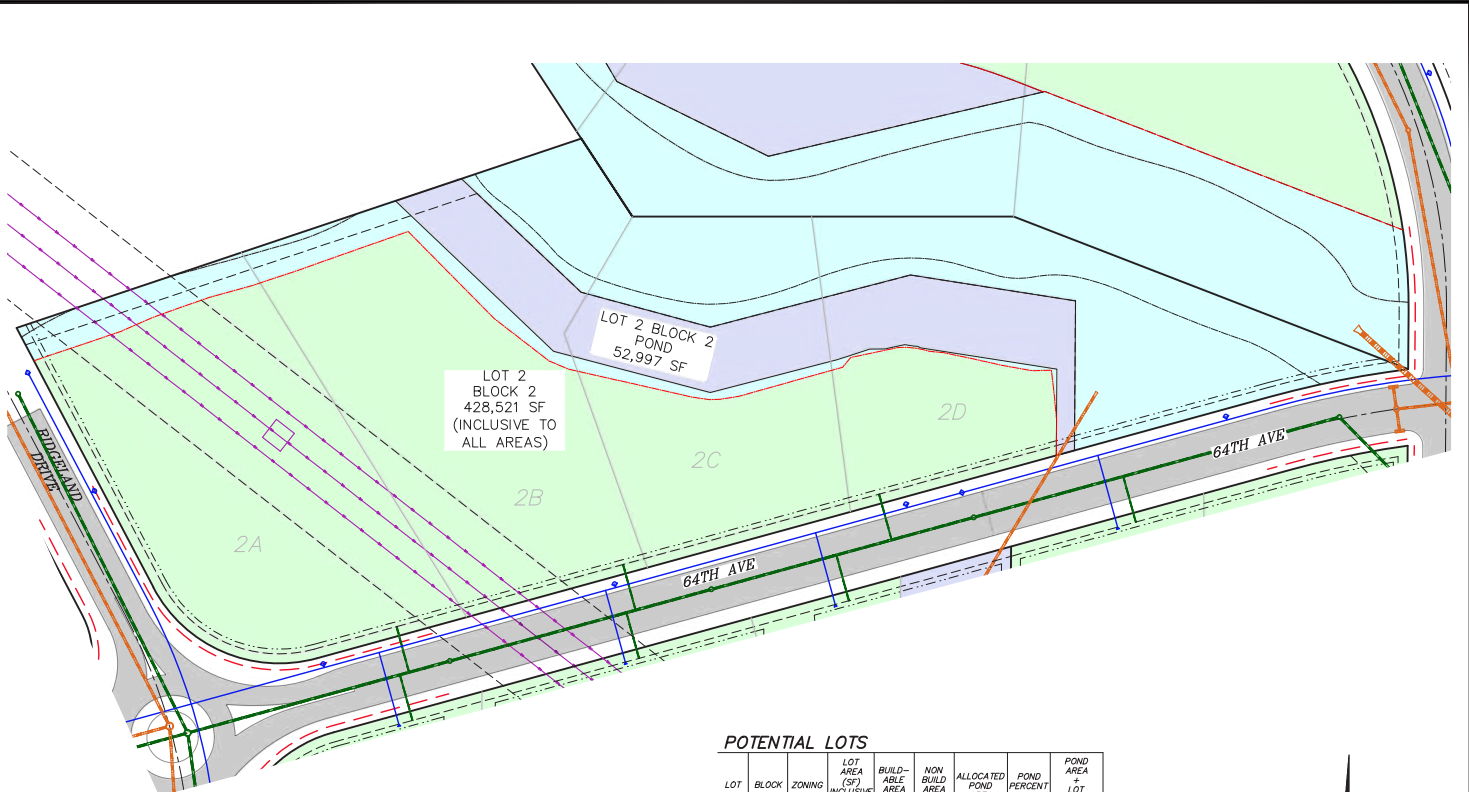 LOT 2 BLOCK 2
POND
52,997 SF
LOT 2
BLOCK 2
428,521 SF
(INCLUSIVE TO
ALL AREAS)
2A
2B
2C
2D
RIDGELAND
DRIVE
64TH AVE
64TH AVE
POTENTIAL LOTS
LOT
BLOCK
ZONING
LOT
AREA
(SF)
INCLUSIVE
BUILD-
ABLE
AREA
NON
BUILD
AREA
ALLOCATED
POND
POND
PERCENT
POND
AREA
+
LOT